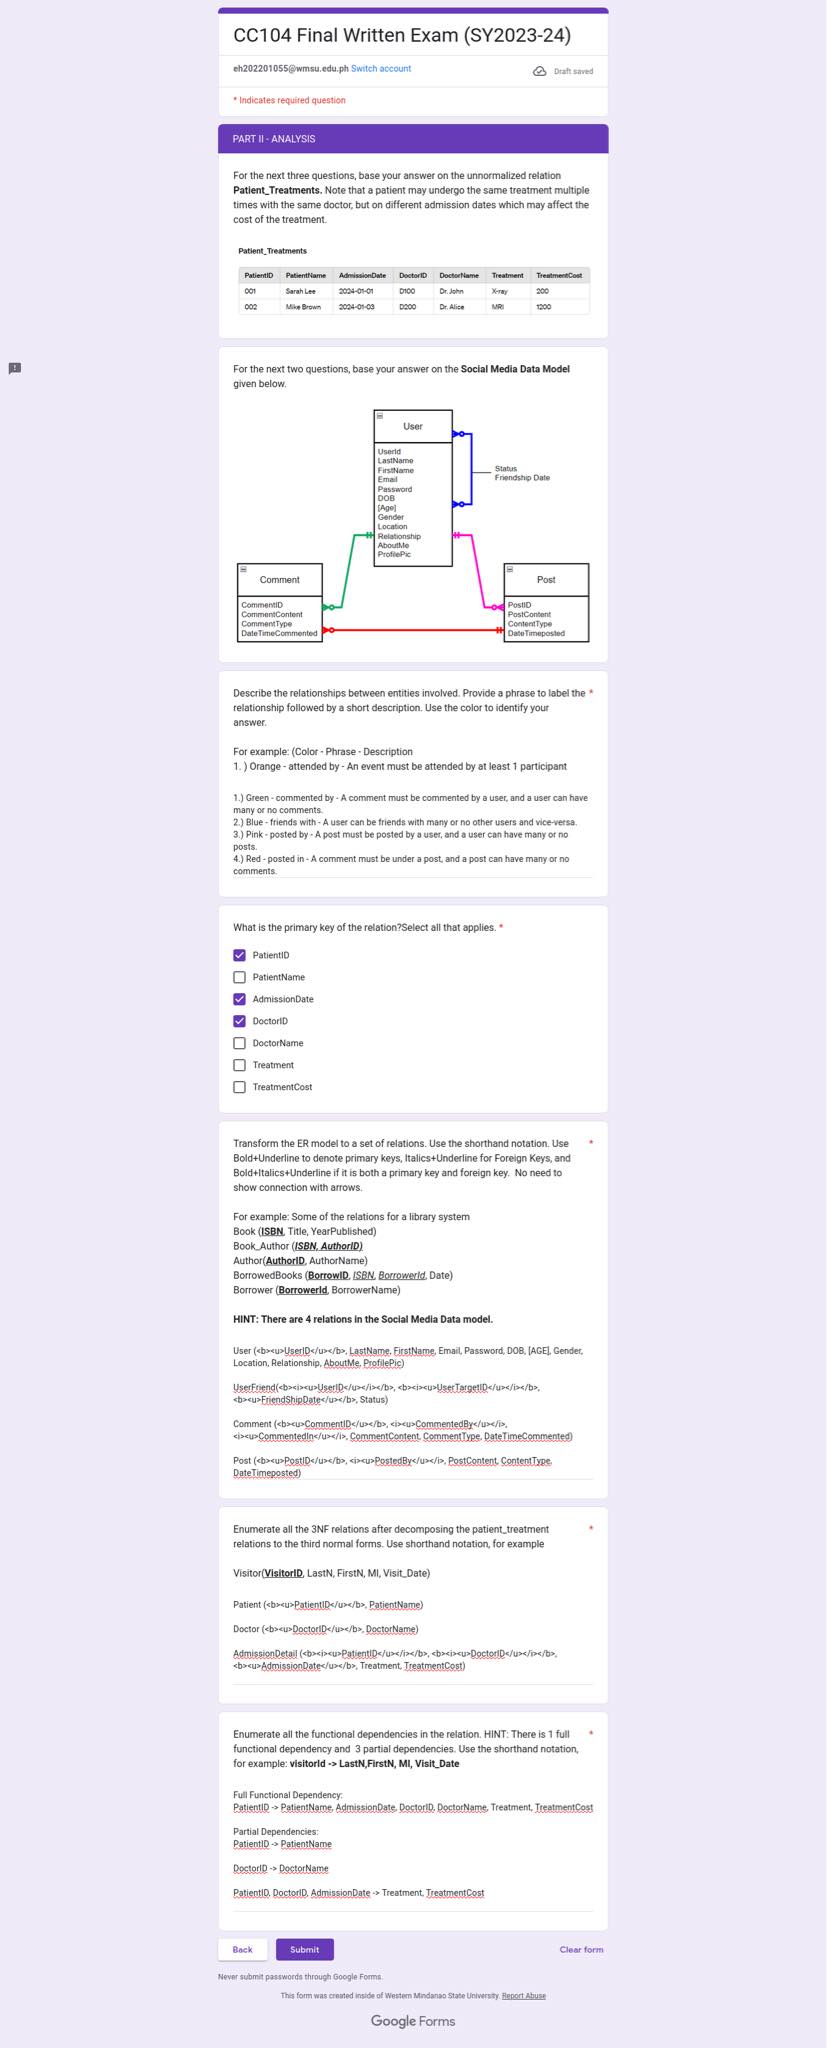 CC104 Final Written Exam (SY2023-24)
eh202201055@wmsu.edu.ph Switch account
Draft saved
* Indicates required question
PART II - ANALYSIS
For the next three questions, base your answer on the unnormalized relation
Patient_Treatments. Note that a patient may undergo the same treatment multiple
times with the same doctor, but on different admission dates which may affect the
cost of the treatment.
Patient_Treatments
PatientID PatientName AdmissionDate DoctorID DoctorName Treatment TreatmentCost
001 Sarah Lee 2024-01-01 D100 Dr. John X-ray 200
002 Mike Brown 2024-01-03 D200 Dr. Alice MRI 1200
For the next two questions, base your answer on the Social Media Data Model
given below.
User
UserId
LastName
FirstName
Email
Password
DOB
[Age]
Gender
Location
Relationship
AboutMe
ProfilePic
Status
Friendship Date
Comment
CommentID
CommentContent
CommentType
DateTimeCommented
Post
PostID
PostContent
ContentType
DateTimeposted
Describe the relationships between entities involved. Provide a phrase to label the *
relationship followed by a short description. Use the color to identify your
answer.
For example: (Color - Phrase - Description
1. ) Orange - attended by - An event must be attended by at least 1 participant
1.) Green - commented by - A comment must be commented by a user, and a user can have
many or no comments.
2.) Blue - friends with - A user can be friends with many or no other users and vice-versa.
3.) Pink - posted by - A post must be posted by a user, and a user can have many or no
posts.
4.) Red - posted in - A comment must be under a post, and a post can have many or no
comments.
What is the primary key of the relation?Select all that applies. *
PatientID
PatientName
AdmissionDate
DoctorID
DoctorName
Treatment
TreatmentCost
Transform the ER model to a set of relations. Use the shorthand notation. Use *
Bold+Underline to denote primary keys, Italics+Underline for Foreign Keys, and
Bold+Italics+Underline if it is both a primary key and foreign key. No need to
show connection with arrows.
For example: Some of the relations for a library system
Book (ISBN, Title, YearPublished)
Book_Author (ISBN, AuthorID)
Author(AuthorID, AuthorName)
BorrowedBooks (BorrowID, ISBN, BorrowerId, Date)
Borrower (BorrowerId, BorrowerName)
HINT: There are 4 relations in the Social Media Data model.
User (<b><u>UserID</u></b>, LastName, FirstName, Email, Password, DOB, [AGE], Gender,
Location, Relationship, AboutMe, ProfilePic)
UserFriend(<b><i><u>UserID</u></i></b>, <b><i><u>UserTargetID</u></i></b>,
<b><u>FriendShipDate</u></b>, Status)
Comment (<b><u>CommentID</u></b>, <i><u>CommentedBy</u></i>,
<i><u>CommentedIn</u></i>, CommentContent, CommentType, DateTimeCommented)
Post (<b><u>PostID</u></b>, <i><u>PostedBy</u></i>, PostContent, ContentType,
DateTimeposted)
Enumerate all the 3NF relations after decomposing the patient_treatment *
relations to the third normal forms. Use shorthand notation, for example
Visitor(VisitorID, LastN, FirstN, MI, Visit_Date)
Patient (<b><u>PatientID</u></b>, PatientName)
Doctor (<b><u>DoctorID</u></b>, DoctorName)
AdmissionDetail (<b><i><u>PatientID</u></i></b>, <b><i><u>DoctorID</u></i></b>,
<b><u>AdmissionDate</u></b>, Treatment, TreatmentCost)
Enumerate all the functional dependencies in the relation. HINT: There is 1 full *
functional dependency and 3 partial dependencies. Use the shorthand notation,
for example: visitorId -> LastN,FirstN, MI, Visit_Date
Full Functional Dependency:
PatientID -> PatientName, AdmissionDate, DoctorID, DoctorName, Treatment, TreatmentCost
Partial Dependencies:
PatientID -> PatientName
DoctorID -> DoctorName
PatientID, DoctorID, AdmissionDate -> Treatment, TreatmentCost
Back
Submit
Clear form
Never submit passwords through Google Forms.
This form was created inside of Western Mindanao State University. Report Abuse
Google Forms